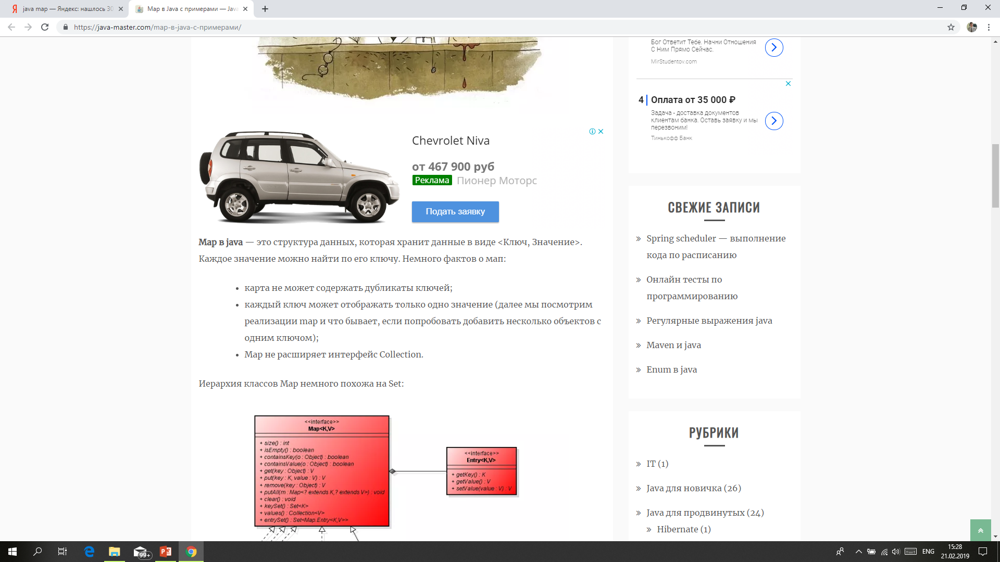 java map — Яндекс: нашлось 30
Map в Java с примерами — Java
https://java-master.com/map-в-java-с-примерами/
Chevrolet Niva
от 467 900 руб
Реклама Пионер Моторс
Подать заявку
Map в java — это структура данных, которая хранит данные в виде <Ключ, Значение>.
Каждое значение можно найти по его ключу. Немного фактов о мап:
• карта не может содержать дубликаты ключей;
• каждый ключ может отображать только одно значение (далее мы посмотрим
реализации map и что бывает, если попробовать добавить несколько объектов с
одним ключом);
• Map не расширяет интерфейс Collection.
Иерархия классов Map немного похожа на Set:
<<interface>>
Map<K,V>
+ size() : int
+ isEmpty() : boolean
+ containsKey(o : Object) : boolean
+ containsValue(o : Object) : boolean
+ get(key : Object) : V
+ put(key : K, value : V) : V
+ remove(key : Object) : V
+ putAll(m : Map<? extends K,? extends V>) : void
+ clear() : void
+ keySet() : Set<K>
+ values() : Collection<V>
+ entrySet() : Set<Map.Entry<K,V>>
<<interface>>
Entry<K,V>
+ getKey() : K
+ getValue() : V
+ setValue(value : V) : V
Бог Ответит Тебе. Начни Отношения
С Ним Прямо Сейчас.
MirStudentov.com
4 Оплата от 35 000 ₽
Задача - доставка документов
клиентам банка. Оставь заявку и мы
перезвоним!
Тинькофф Банк
СВЕЖИЕ ЗАПИСИ
» Spring scheduler — выполнение
кода по расписанию
» Онлайн тесты по
программированию
» Регулярные выражения java
» Maven и java
» Enum в java
РУБРИКИ
» IT (1)
» Java для новичка (26)
» Java для продвинутых (24)
» Hibernate (1)
99+
ENG
15:28
21.02.2019